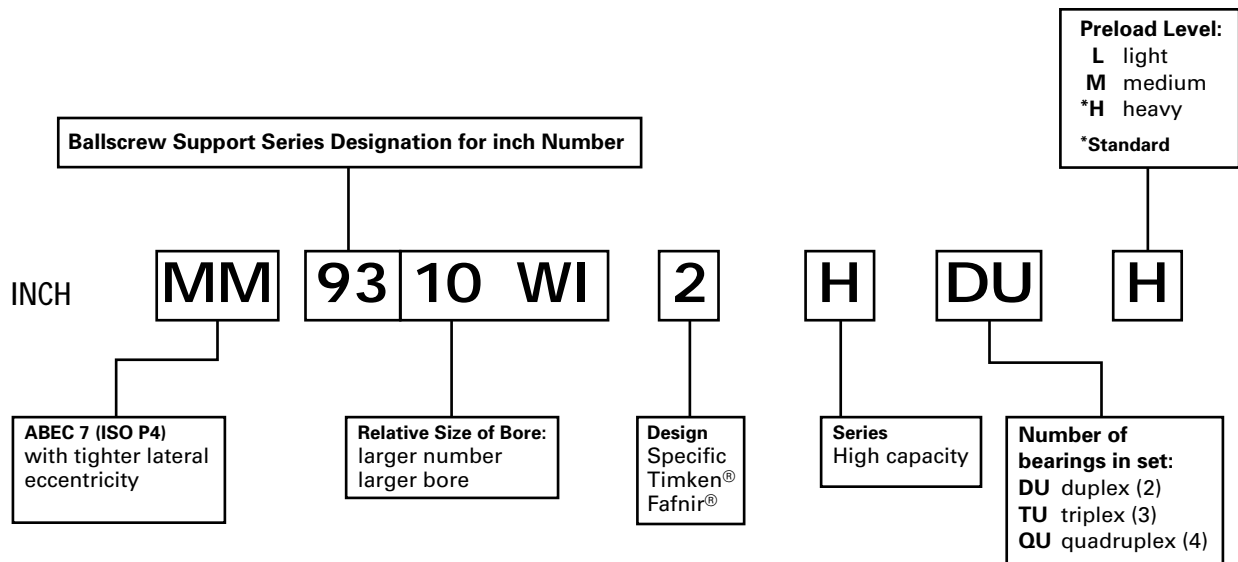 Preload Level:
L light
M medium
*H heavy
*Standard
Ballscrew Support Series Designation for inch Number
INCH MM 93 10 WI 2 H DU H
ABEC 7 (ISO P4)
with tighter lateral
eccentricity
Relative Size of Bore:
larger number
larger bore
Design
Specific
Timken®
Fafnir®
Series
High capacity
Number of
bearings in set:
DU duplex (2)
TU triplex (3)
QU quadruplex (4)